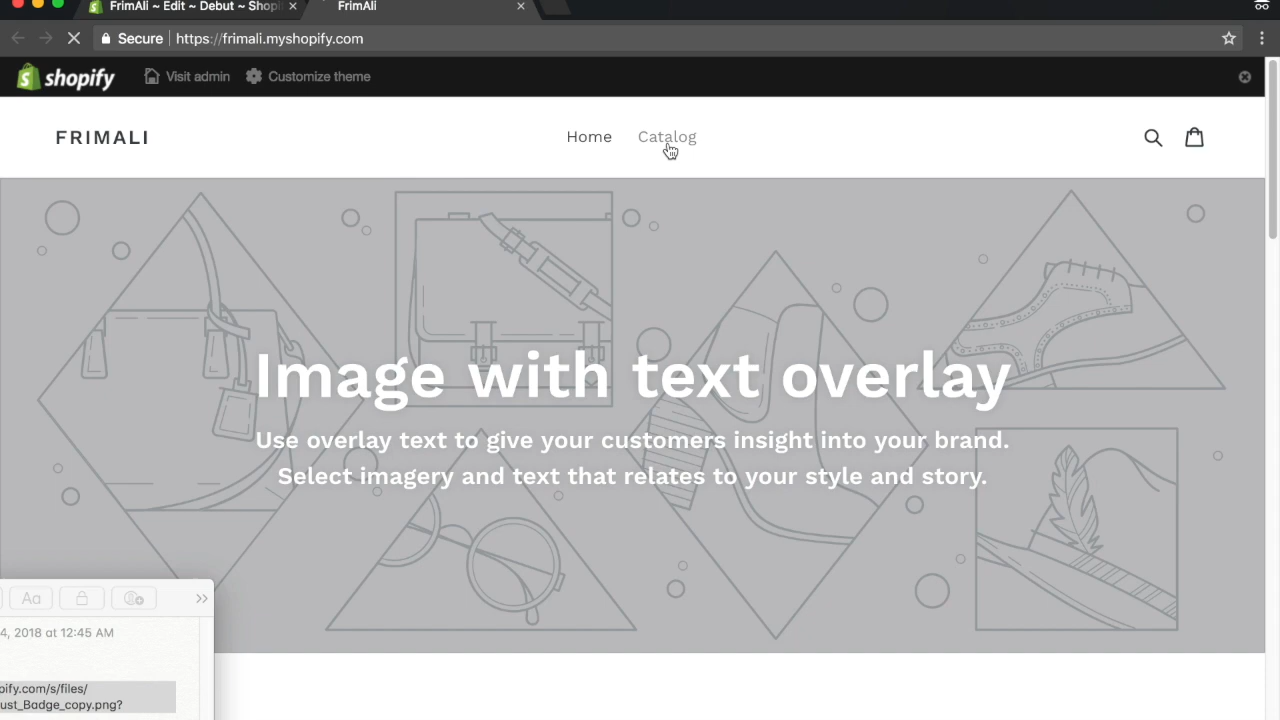 FrimAli ~ Edit ~ Debut ~ Shopi
FrimAli
Secure https://frimali.myshopify.com
shopify Visit admin Customize theme
FRIMALI Home Catalog
Image with text overlay
Use overlay text to give your customers insight into your brand.
Select imagery and text that relates to your style and story.
Aa
4, 2018 at 12:45 AM
pify.com/s/files/
ust_Badge_copy.png?